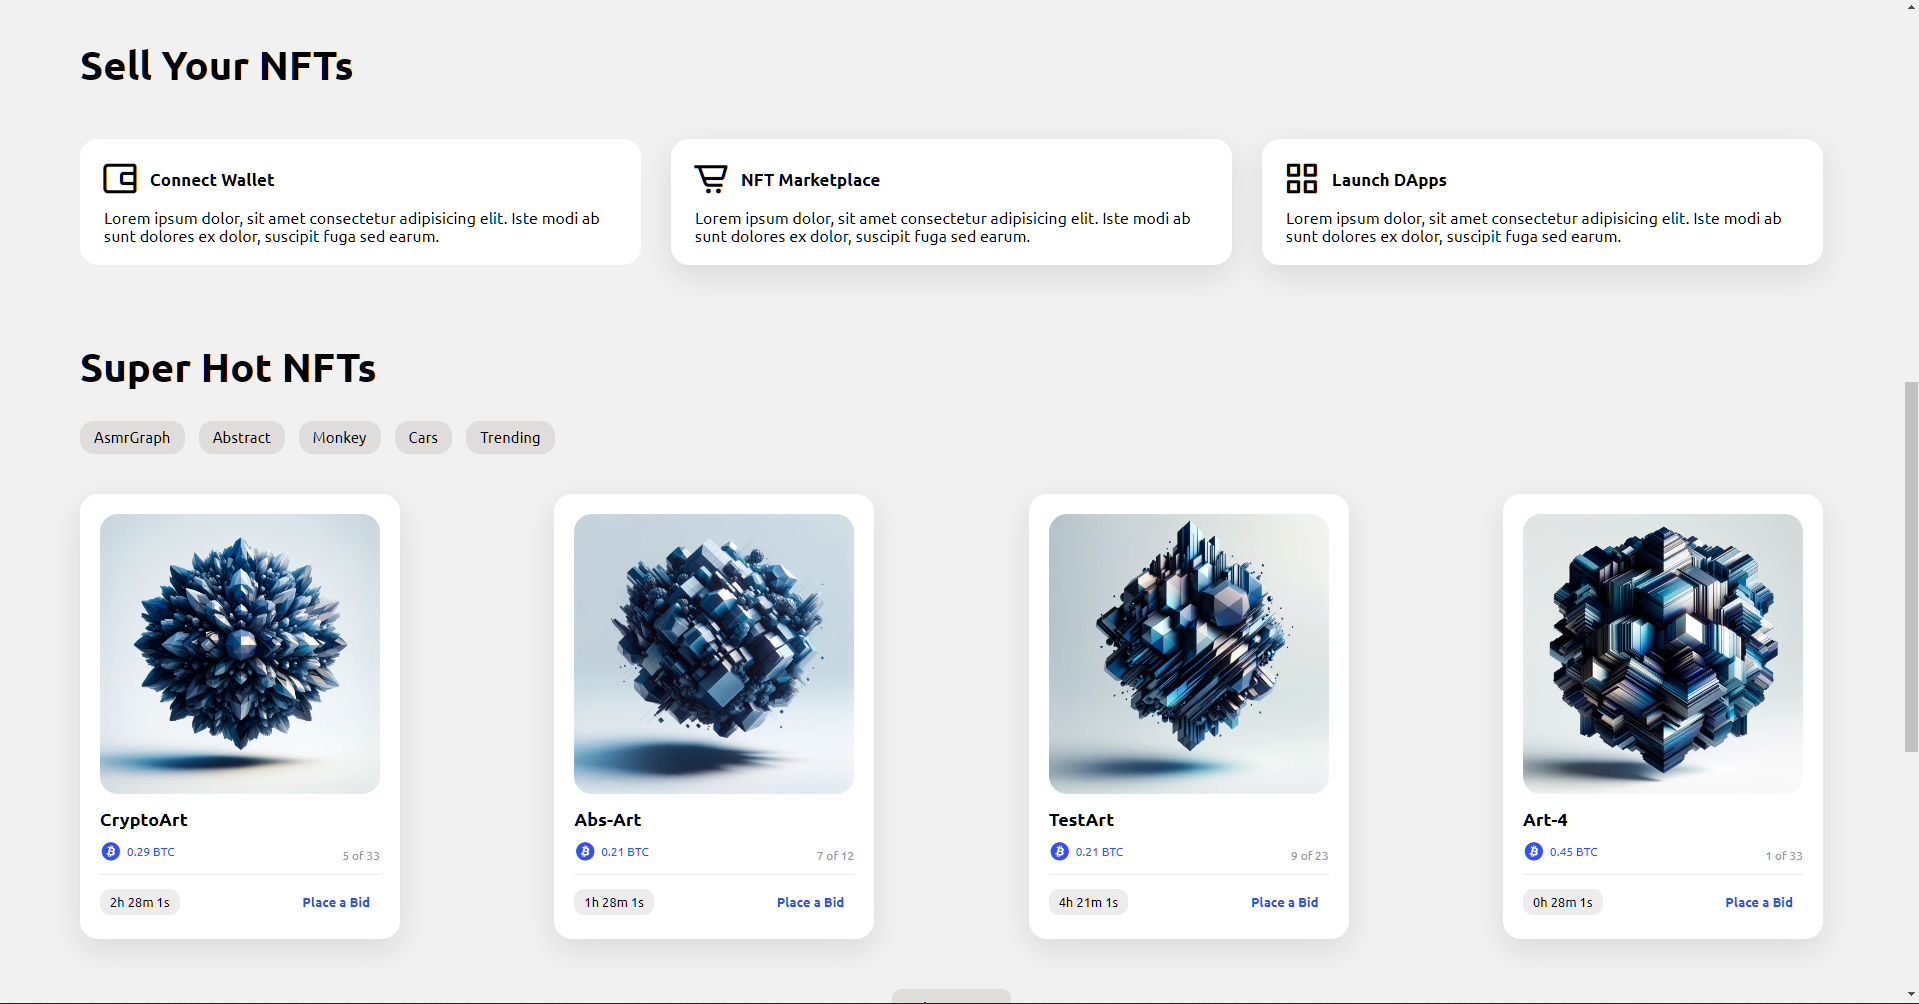 Sell Your NFTs
Connect Wallet
Lorem ipsum dolor, sit amet consectetur adipisicing elit. Iste modi ab
sunt dolores ex dolor, suscipit fuga sed earum.
NFT Marketplace
Lorem ipsum dolor, sit amet consectetur adipisicing elit. Iste modi ab
sunt dolores ex dolor, suscipit fuga sed earum.
Launch DApps
Lorem ipsum dolor, sit amet consectetur adipisicing elit. Iste modi ab
sunt dolores ex dolor, suscipit fuga sed earum.
Super Hot NFTs
AsmrGraph
Abstract
Monkey
Cars
Trending
CryptoArt
0.29 BTC
5 of 33
2h 28m 1s
Place a Bid
Abs-Art
0.21 BTC
7 of 12
1h 28m 1s
Place a Bid
TestArt
0.21 BTC
9 of 23
4h 21m 1s
Place a Bid
Art-4
0.45 BTC
1 of 33
0h 28m 1s
Place a Bid